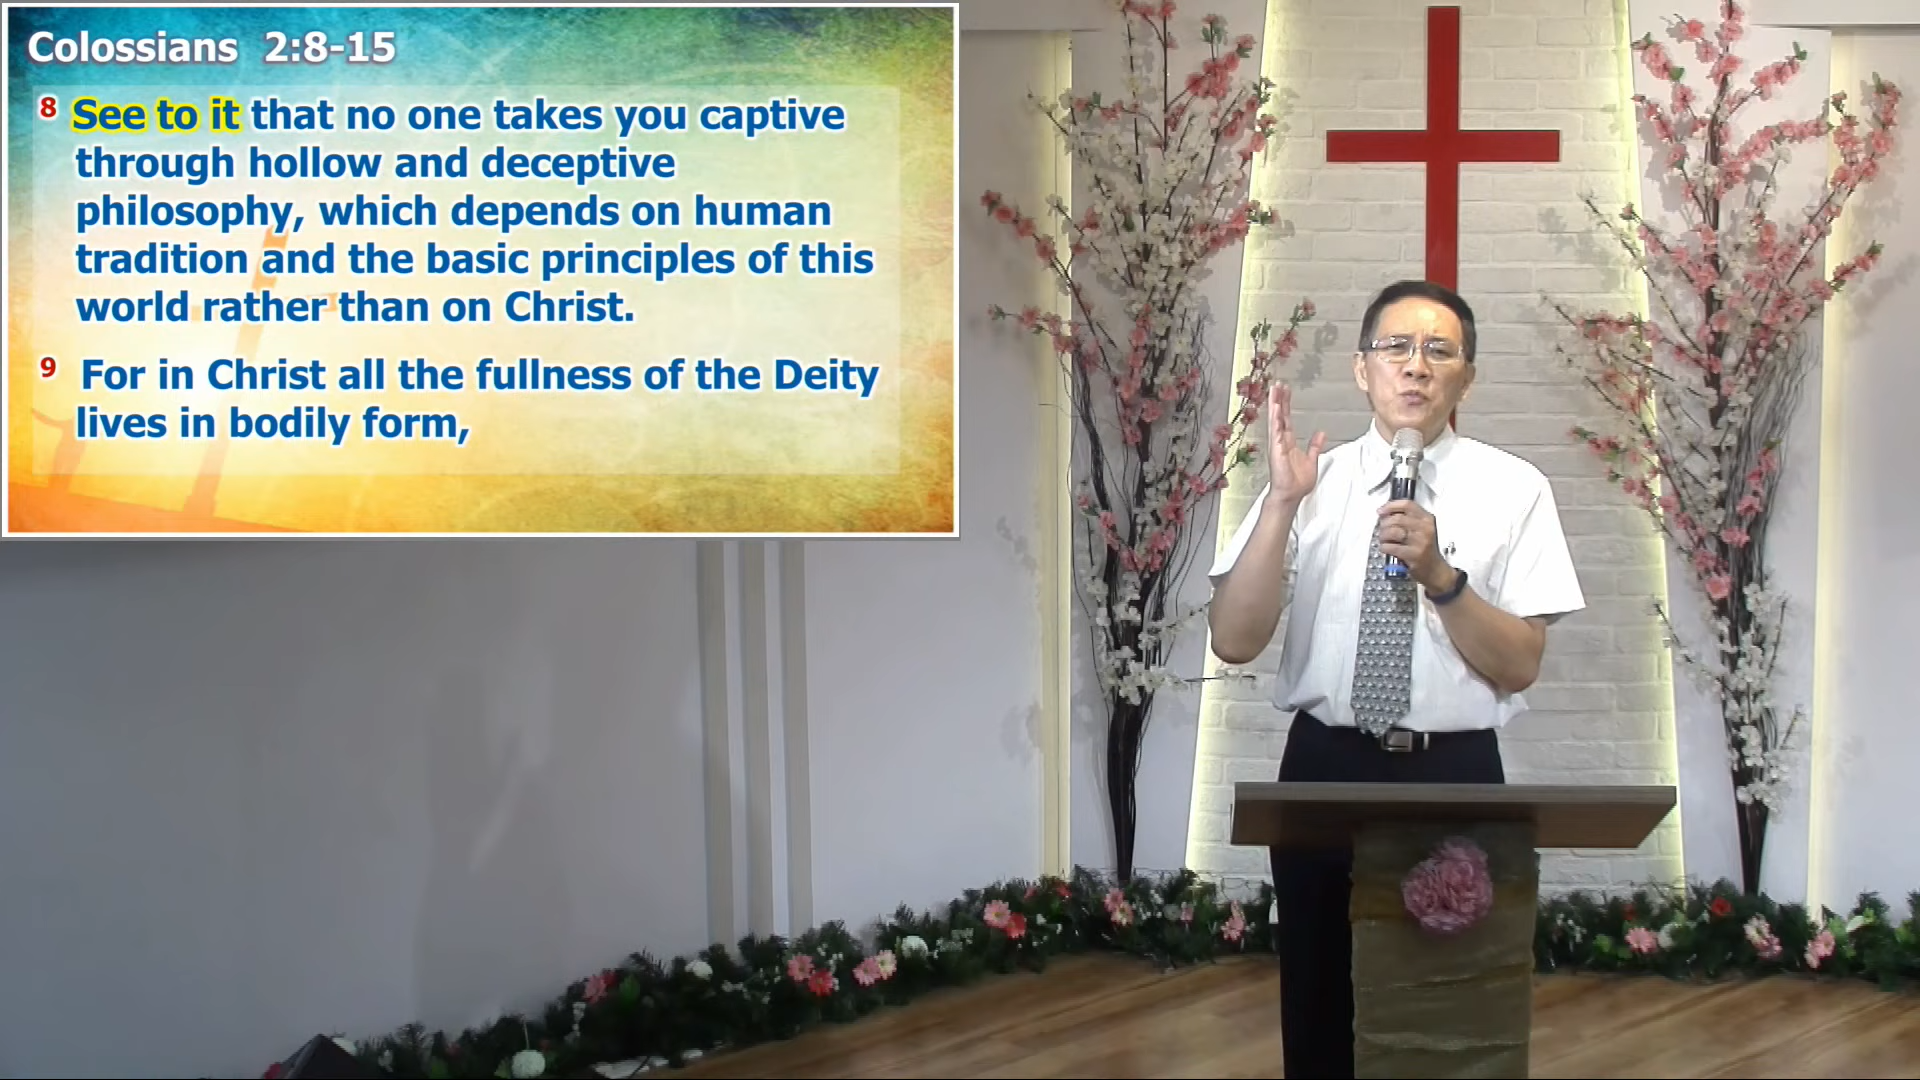 Colossians 2:8-15
8 See to it that no one takes you captive
through hollow and deceptive
philosophy, which depends on human
tradition and the basic principles of this
world rather than on Christ.
9 For in Christ all the fullness of the Deity
lives in bodily form,